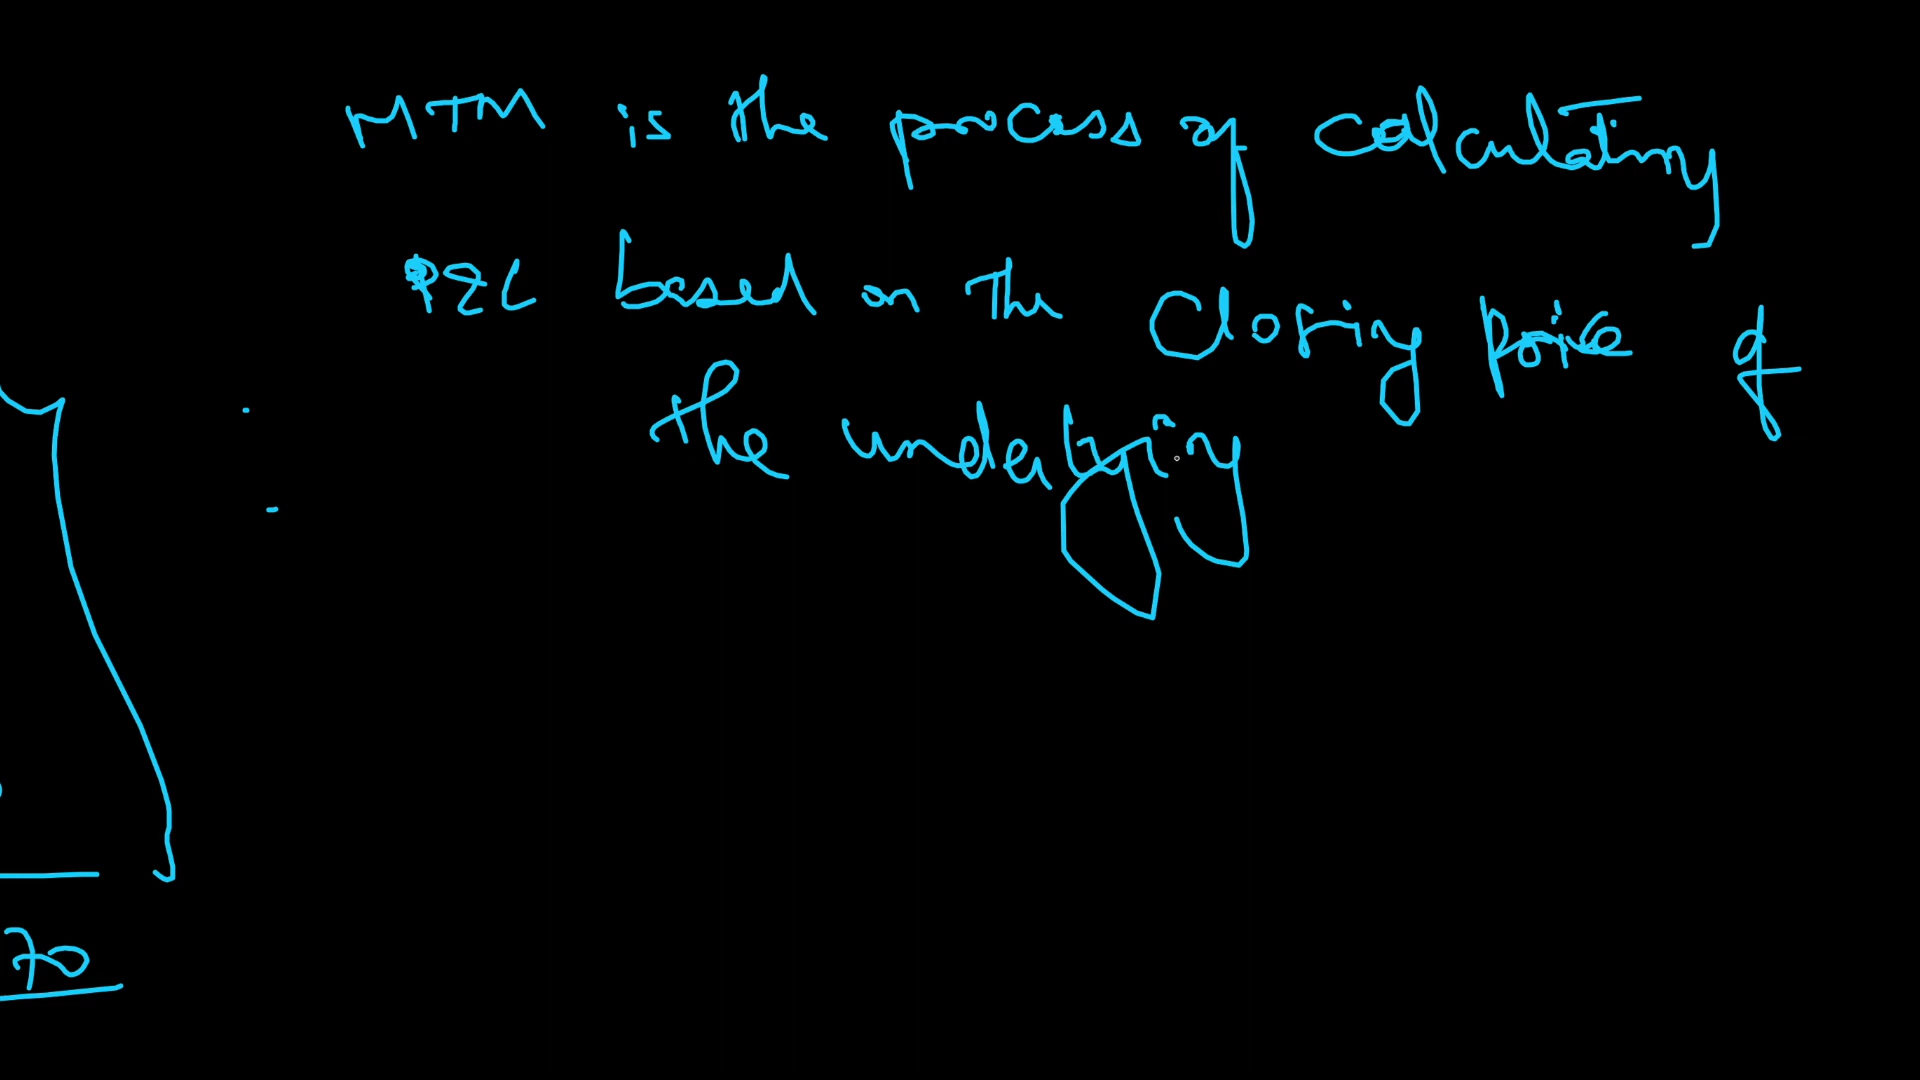 MTM is the process of calculating
P&L based on the closing price of
the underlying
70